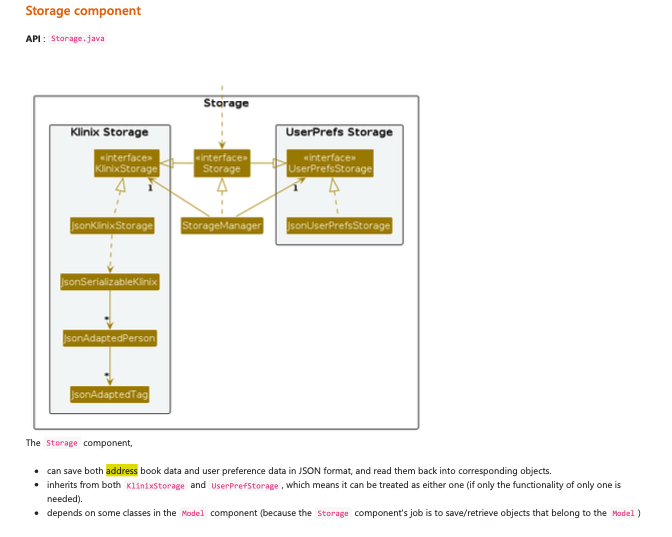 Storage component
API : Storage.java
Storage
Klinix Storage
UserPrefs Storage
«interface»
KlinixStorage
«interface»
Storage
«interface»
UserPrefsStorage
1
1
JsonKlinixStorage
StorageManager
JsonUserPrefsStorage
JsonSerializableKlinix
*
JsonAdaptedPerson
*
JsonAdaptedTag
The Storage component,
• can save both address book data and user preference data in JSON format, and read them back into corresponding objects.
• inherits from both KlinixStorage and UserPrefStorage, which means it can be treated as either one (if only the functionality of only one is
needed).
• depends on some classes in the Model component (because the Storage component's job is to save/retrieve objects that belong to the Model)